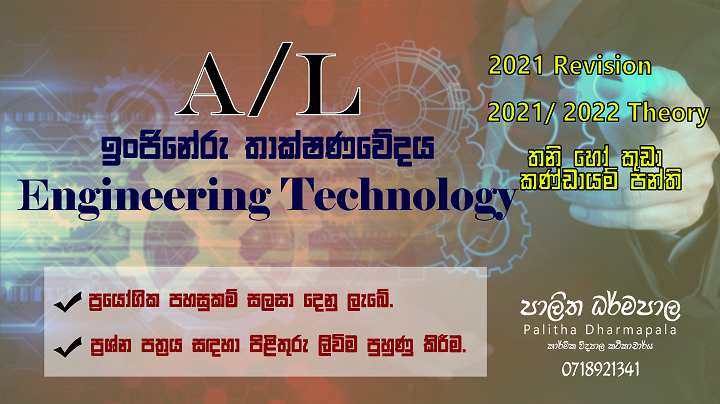 A/L
ඉංජිනේරු තාක්ෂණවේදය
Engineering Technology
2021 Revision
2021/ 2022 Theory
තනි හෝ කුඩා
කණ්ඩායම් පන්ති
ප්‍රයෝගික පහසුකම් සලසා දෙනු ලැබේ.
ප්‍රශ්න පත්‍රය සඳහා පිළිතුරු ලිවීම පුහුණු කිරීම.
පාලිත ධර්මපාල
Palitha Dharmapala
කාර්මික විද්‍යාල කථිකාචාර්ය
0718921341